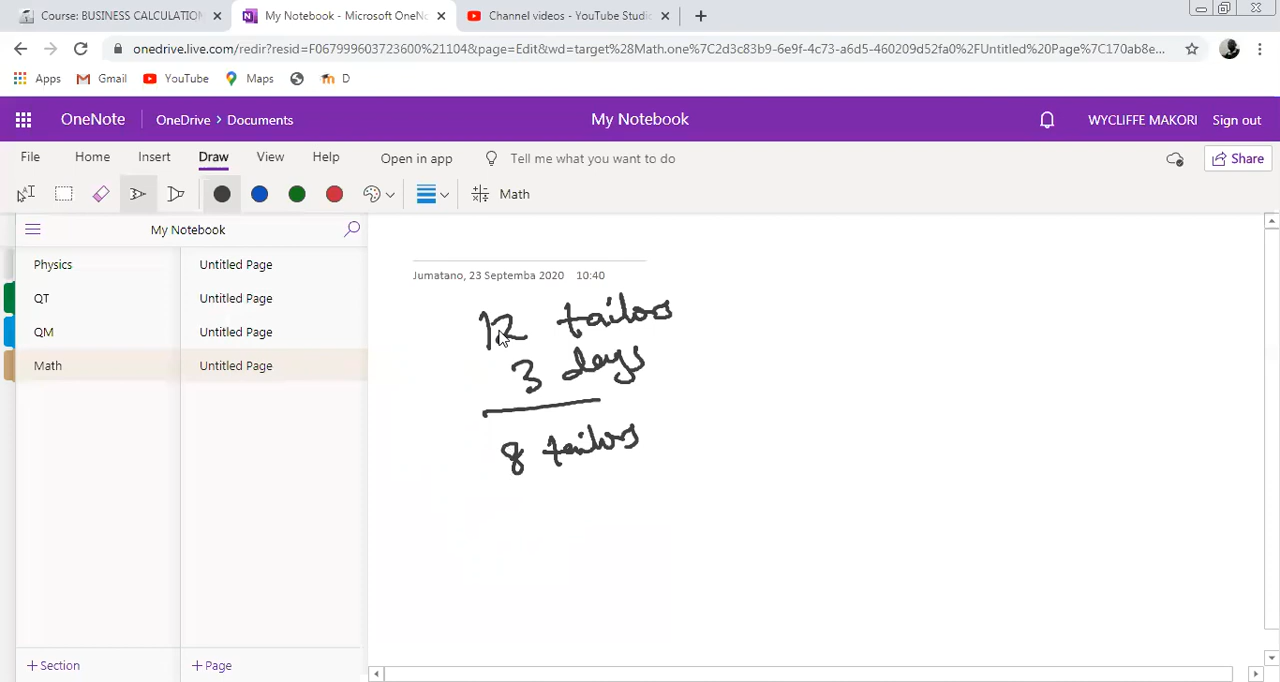 Course: BUSINESS CALCULATION
My Notebook - Microsoft OneNo
Channel videos - YouTube Studio
onedrive.live.com/redir?resid=F067999603723600%21104&page=Edit&wd=target%28Math.one%7C2d3c83b9-6e9f-4c73-a6d5-460209d52fa0%2FUntitled%20Page%7C170ab8e...
Apps Gmail YouTube Maps D
OneNote OneDrive > Documents My Notebook WYCLIFFE MAKORI Sign out
File Home Insert Draw View Help Open in app Tell me what you want to do Share
Math
My Notebook
Physics Untitled Page
QT Untitled Page
QM Untitled Page
Math Untitled Page
Jumatano, 23 Septemba 2020 10:40
12 tailors
3 days
8 tailors
+ Section + Page